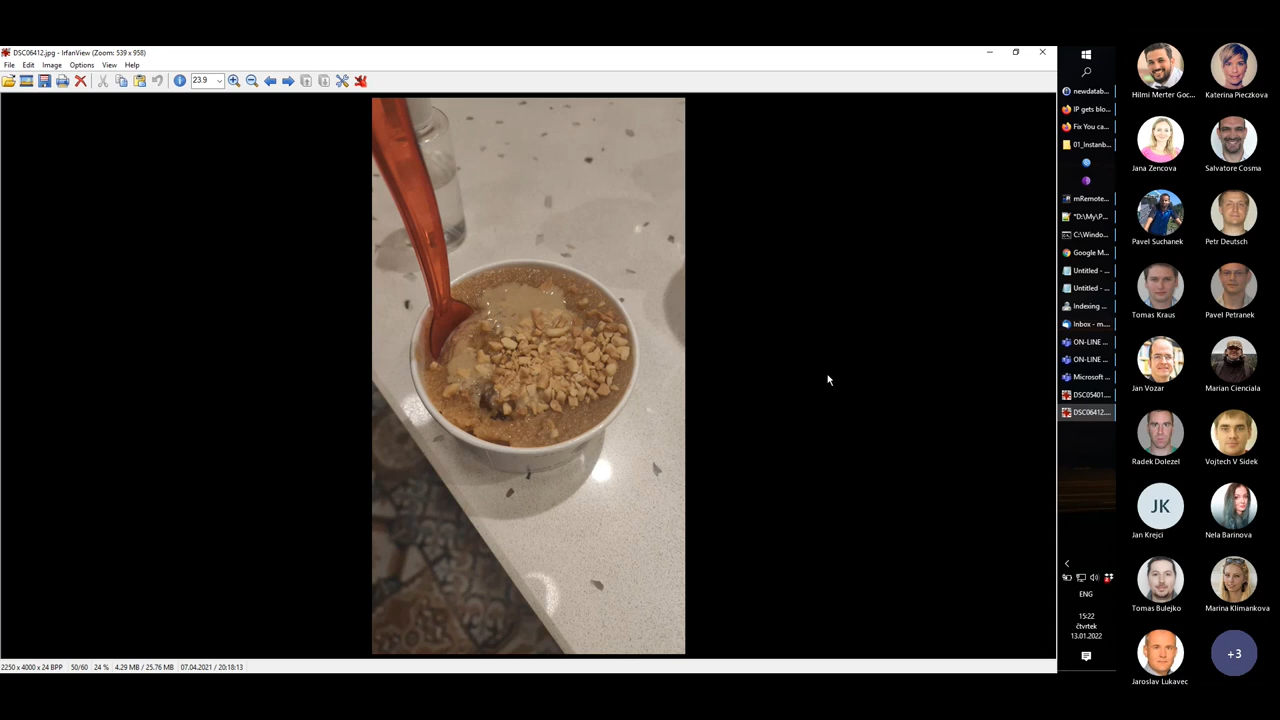 DSC06412.jpg - IrfanView (Zoom: 539 x 958)
File Edit Image Options View Help
23.9
2250 x 4000 x 24 BPP 50/60 24 % 4.29 MB / 25.76 MB 07.04.2021 / 20:18:13
newdatab...
IP gets blo...
Fix You ca...
01_Instanb...
mRemote...
*D:\My\P...
C:\Windo...
Google M...
Untitled - ...
Untitled - ...
Indexing ...
Inbox - m...
ON-LINE ...
ON-LINE ...
Microsoft ...
DSC05401....
DSC06412....
ENG
15:22
čtvrtek
13.01.2022
Hilmi Merter Goc... Katerina Pieczkova
Jana Zencova Salvatore Cosma
Pavel Suchanek Petr Deutsch
Tomas Kraus Pavel Petranek
Jan Vozar Marian Cienciala
Radek Dolezel Vojtech V Sidek
JK
Jan Krejci Nela Barinova
Tomas Bulejko Marina Klimankova
+3
Jaroslav Lukavec